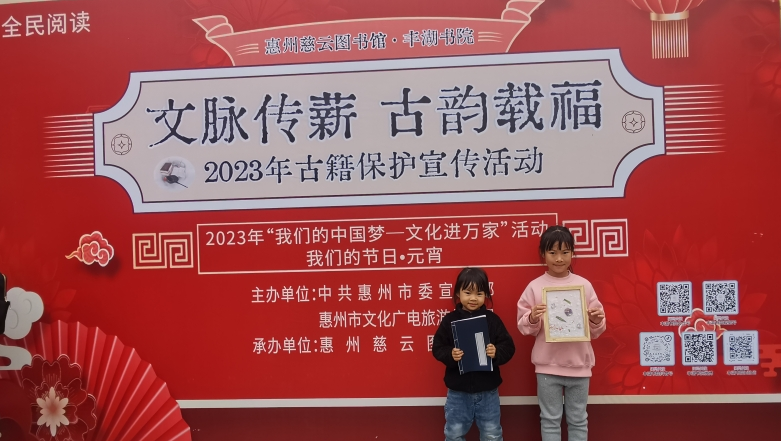 全民阅读
惠州慈云图书馆·丰湖书院
文脉传薪 古韵载福
2023年古籍保护宣传活动
2023年“我们的中国梦—文化进万家”活动
我们的节日·元宵
主办单位:中共惠州市委宣 部
惠州市文化广电旅游
承办单位:惠州慈云图